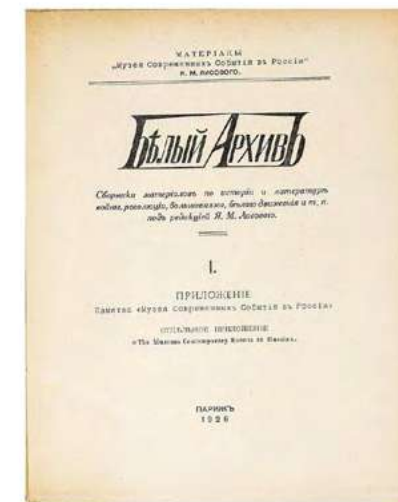 МАТЕРІАЛЫ
„Музея Современныхъ Событій въ Россіи“
Я. М. ЛИСОВОГО.
БѢЛЫЙ АРХИВЪ
Сборники матеріаловъ по исторіи и литературѣ
войны, революціи, большевизма, бѣлаго движенія и т. п.
подъ редакціей Я. М. Лисового.
I.
ПРИЛОЖЕНІЕ
Памятка «Музея Современныхъ Событій въ Россіи»
ОТДѢЛЬНОЕ ПРИЛОЖЕНІЕ
«The Museum Contemporary Events in Russia»
ПАРИЖЪ
1926